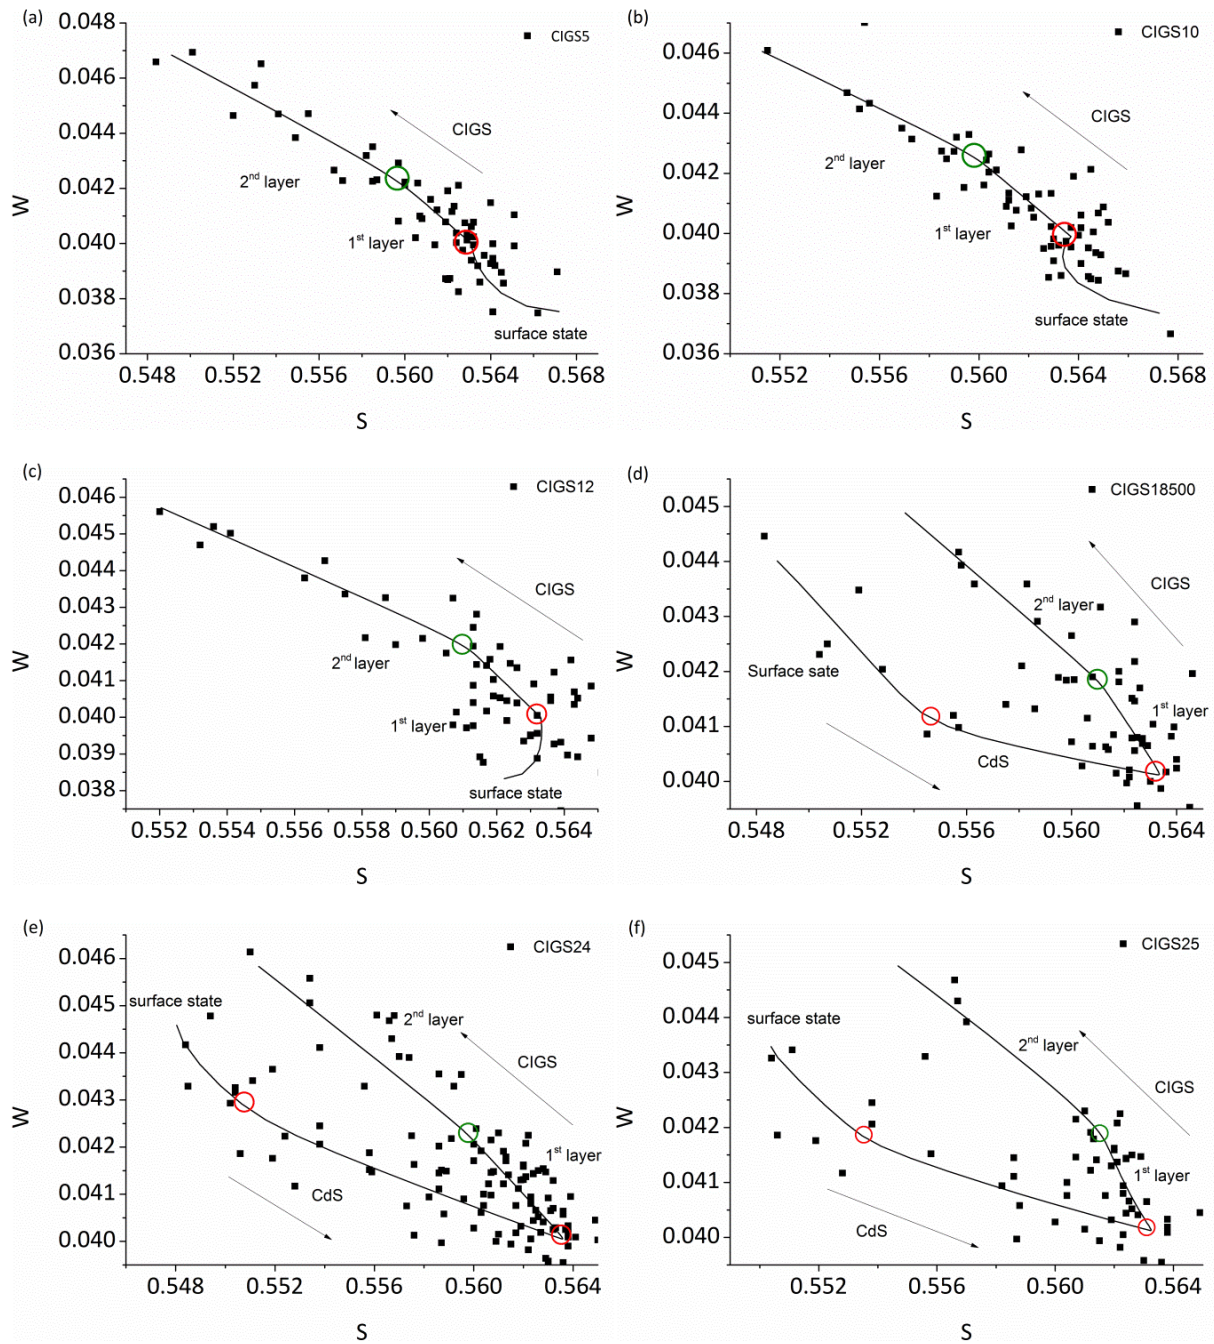 (a)
0.048
0.046
0.044
0.042
0.040
0.038
0.036
W
CIGS5
CIGS
2nd layer
1st layer
surface state
0.548 0.552 0.556 0.560 0.564 0.568
S
(b)
0.046
0.044
0.042
0.040
0.038
0.036
W
CIGS10
CIGS
2nd layer
1st layer
surface state
0.552 0.556 0.560 0.564 0.568
S
(c)
0.046
0.045
0.044
0.043
0.042
0.041
0.040
0.039
0.038
W
CIGS12
CIGS
2nd layer
1st layer
surface state
0.552 0.554 0.556 0.558 0.560 0.562 0.564
S
(d)
0.045
0.044
0.043
0.042
0.041
0.040
W
CIGS18500
CIGS
2nd layer
Surface sate
1st layer
CdS
0.548 0.552 0.556 0.560 0.564
S
(e)
0.046
0.045
0.044
0.043
0.042
0.041
0.040
W
CIGS24
surface state
2nd layer
CIGS
1st layer
CdS
0.548 0.552 0.556 0.560 0.564
S
(f)
0.045
0.044
0.043
0.042
0.041
0.040
W
CIGS25
surface state
2nd layer
CIGS
1st layer
CdS
0.552 0.556 0.560 0.564
S